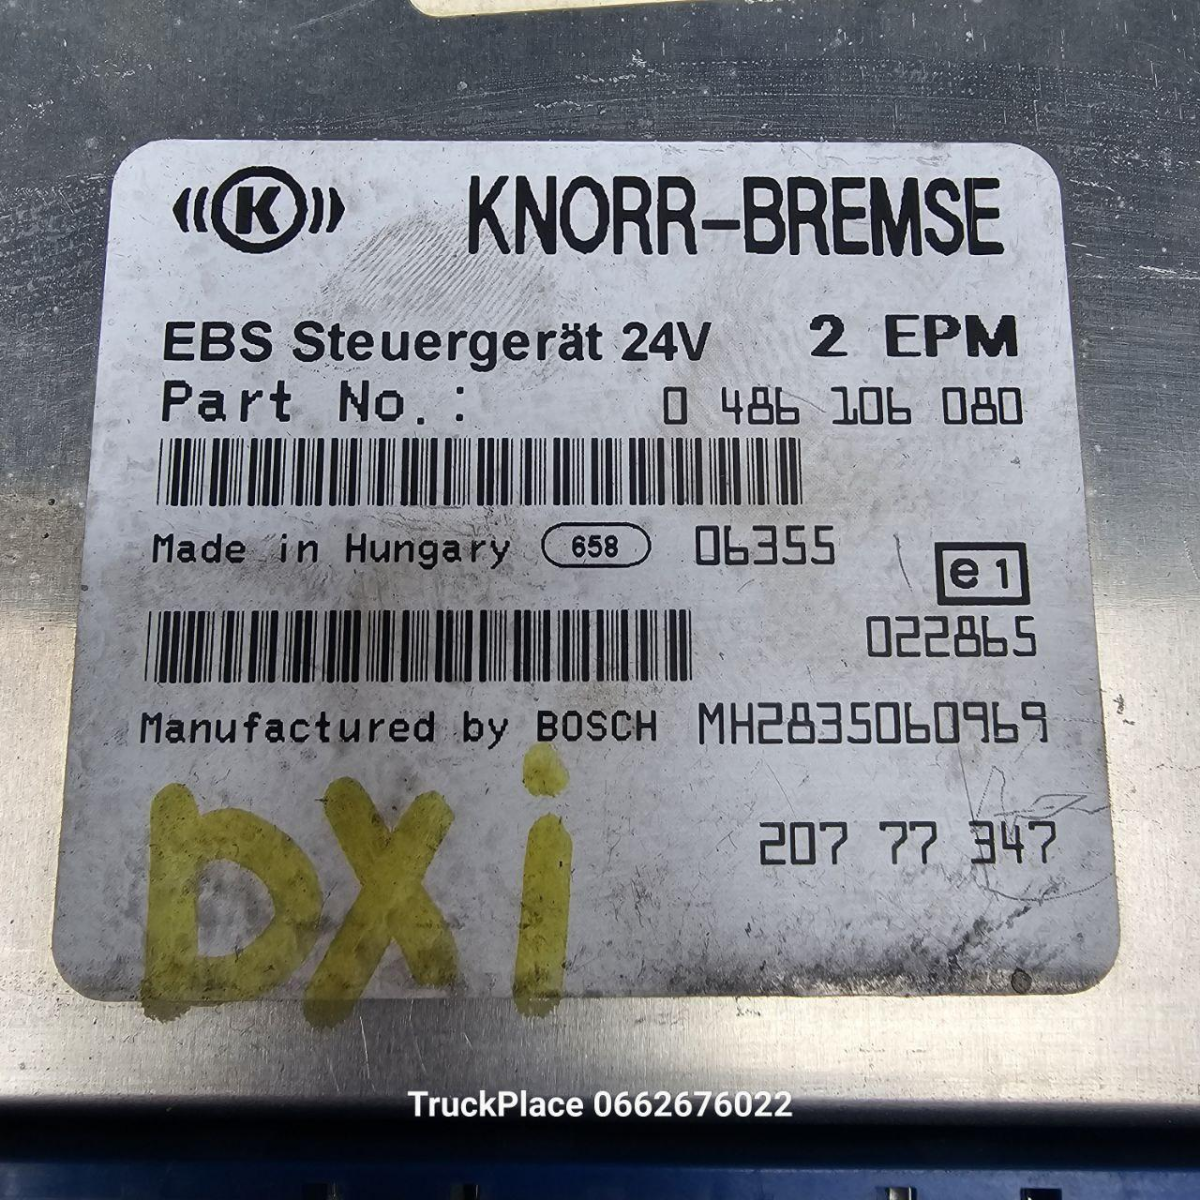 K KNORR-BREMSE
EBS Steuergerät 24V 2 EPM
Part No.: 0 486 106 080
Made in Hungary 658 06355
e1
022865
Manufactured by BOSCH MH2835060969
207 77 347
DXi
TruckPlace 0662676022